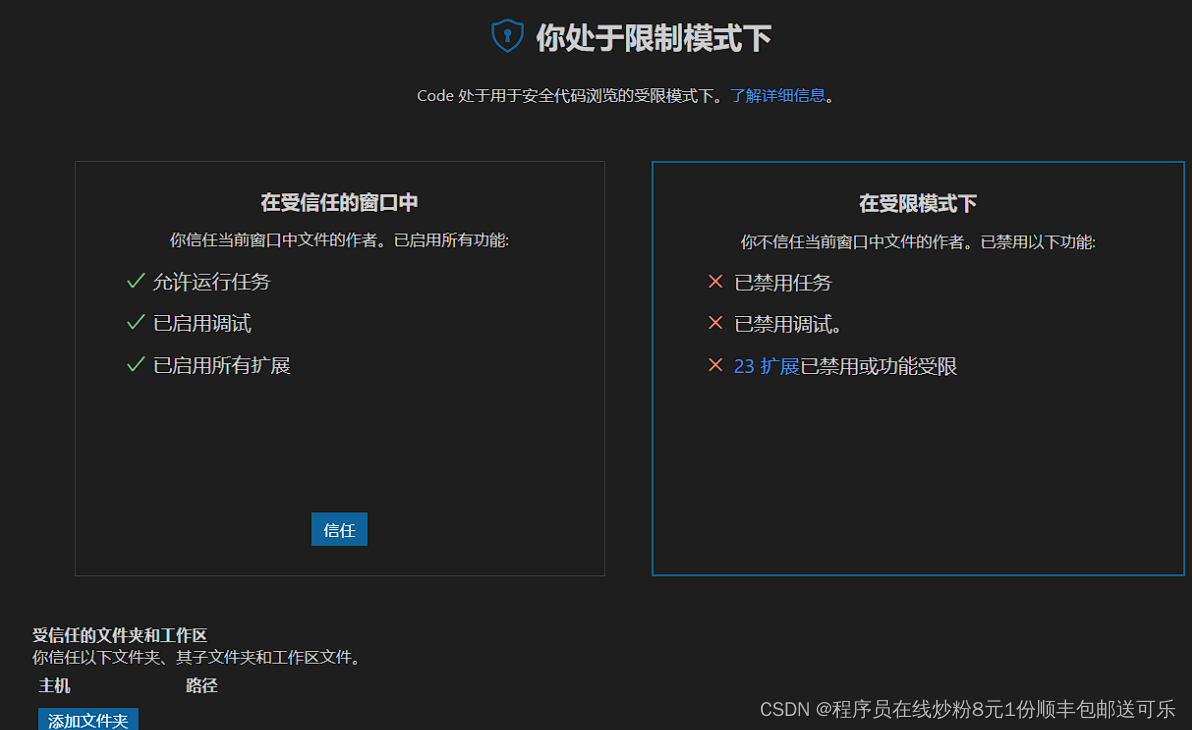 你处于限制模式下
Code 处于用于安全代码浏览的受限模式下。了解详细信息。
在受信任的窗口中
你信任当前窗口中文件的作者。已启用所有功能:
允许运行任务
已启用调试
已启用所有扩展
信任
在受限模式下
你不信任当前窗口中文件的作者。已禁用以下功能:
已禁用任务
已禁用调试。
23 扩展已禁用或功能受限
受信任的文件夹和工作区
你信任以下文件夹、其子文件夹和工作区文件。
主机 路径
添加文件夹
CSDN @程序员在线炒粉8元1份顺丰包邮送可乐